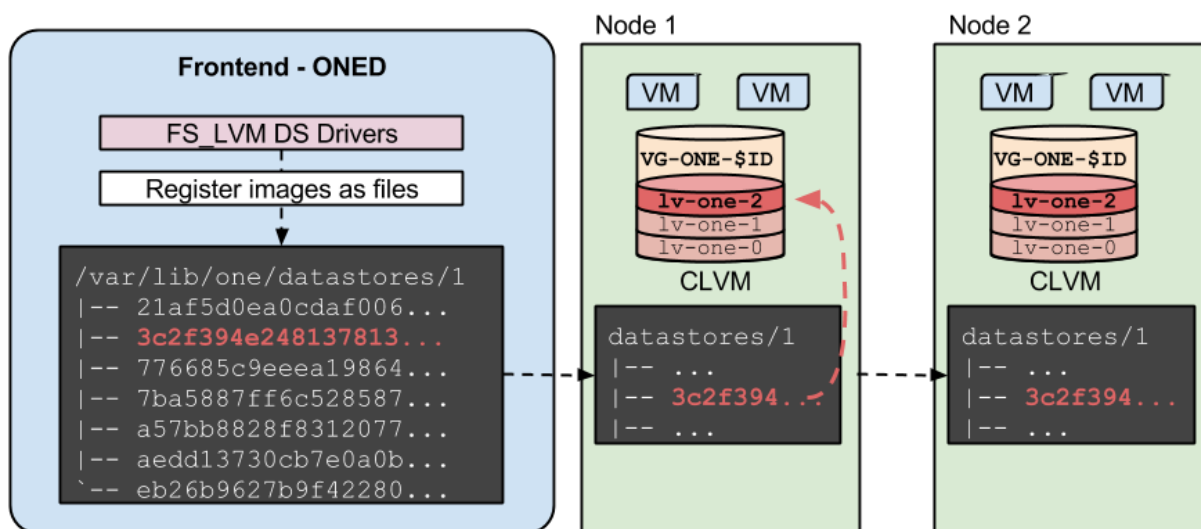 Frontend - ONED
FS_LVM DS Drivers
Register images as files
/var/lib/one/datastores/1
|-- 21af5d0ea0cdaf006...
|-- 3c2f394e248137813...
|-- 776685c9eeea19864...
|-- 7ba5887ff6c528587...
|-- a57bb8828f8312077...
|-- aedd13730cb7e0a0b...
`-- eb26b9627b9f42280...
Node 1
VM VM
VG-ONE-$ID
lv-one-2
lv-one-1
lv-one-0
CLVM
datastores/1
|-- ...
|-- 3c2f394...
|-- ...
Node 2
VM VM
VG-ONE-$ID
lv-one-2
lv-one-1
lv-one-0
CLVM
datastores/1
|-- ...
|-- 3c2f394...
|-- ...